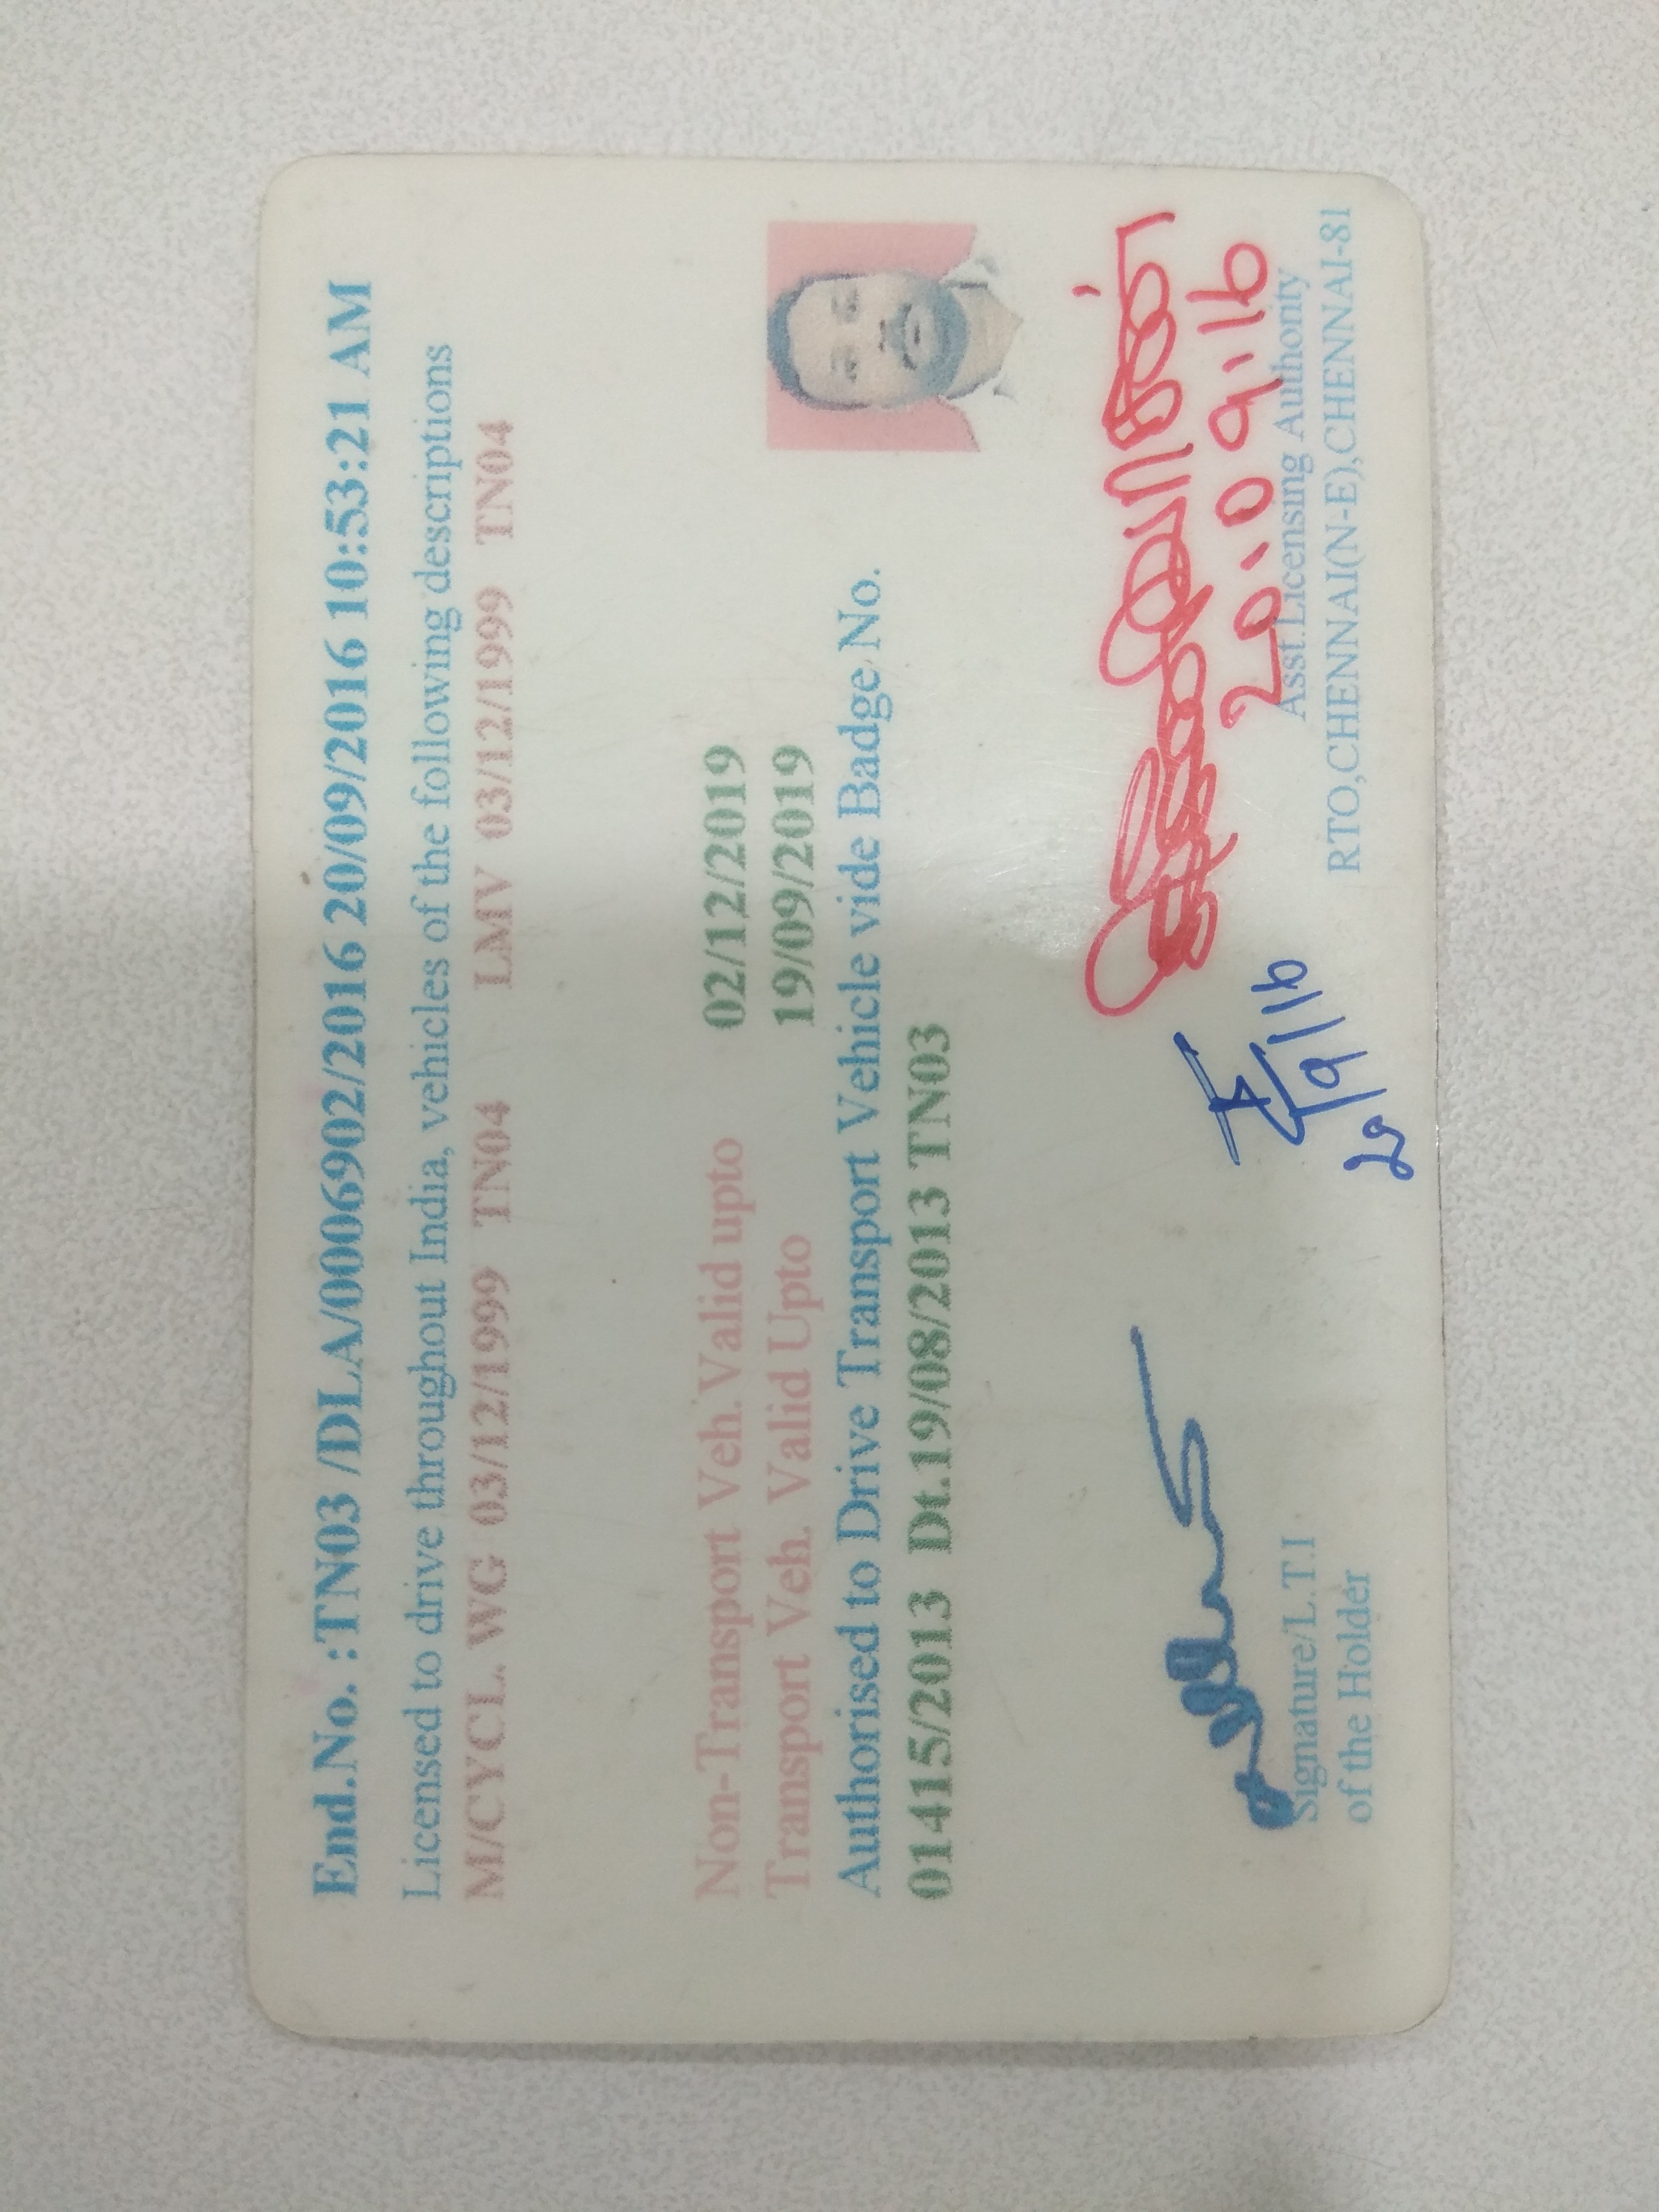 End.No. :TN03 /DLA/0006902/2016 20/09/2016 10:53:21 AM
Licensed to drive throughout India, vehicles of the following descriptions
M/CYCL. WG 03/12/1999 TN04 LMV 03/12/1999 TN04
Non-Transport Veh. Valid upto 02/12/2019
Transport Veh. Valid Upto 19/09/2019
Authorised to Drive Transport Vehicle vide Badge No.
01415/2013 Dt.19/08/2013 TN03
20.09.16
20/9/16
Signature/L.T.I
of the Holder
Asst.Licensing Authority
RTO,CHENNAI(N-E),CHENNAI-81